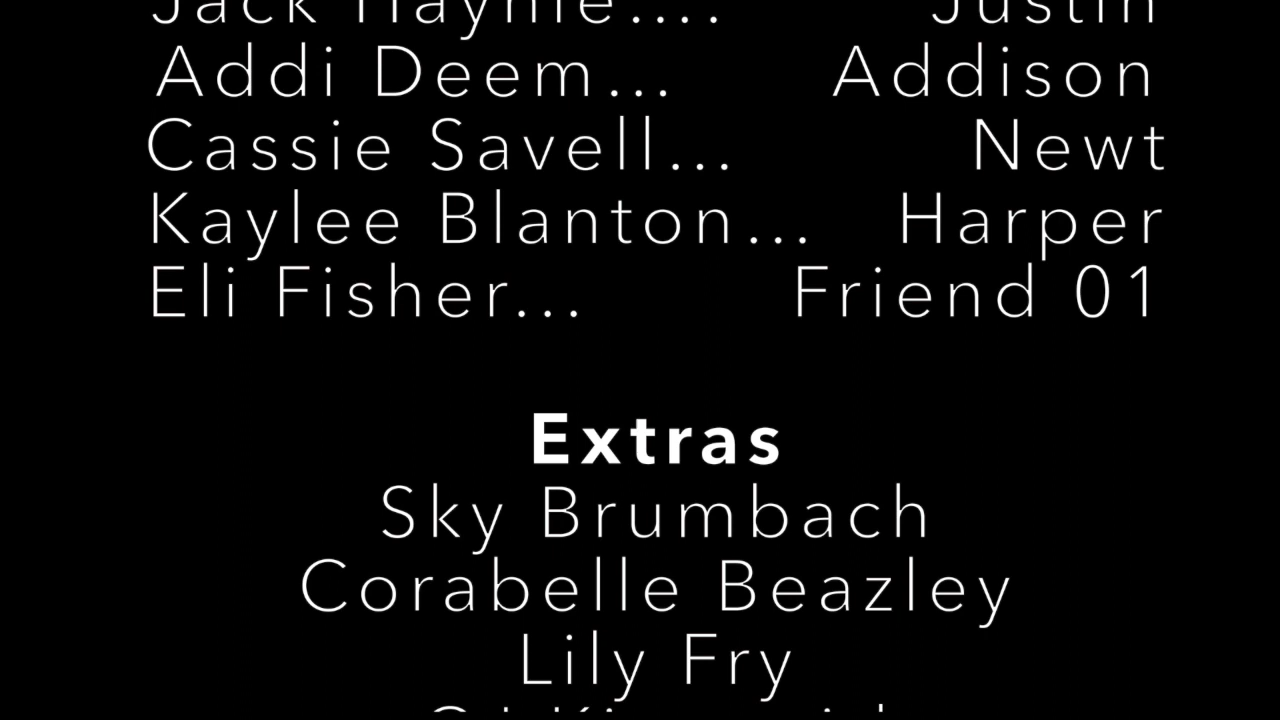 Jack Haynie.... Justin
Addi Deem... Addison
Cassie Savell... Newt
Kaylee Blanton... Harper
Eli Fisher... Friend 01
Extras
Sky Brumbach
Corabelle Beazley
Lily Fry